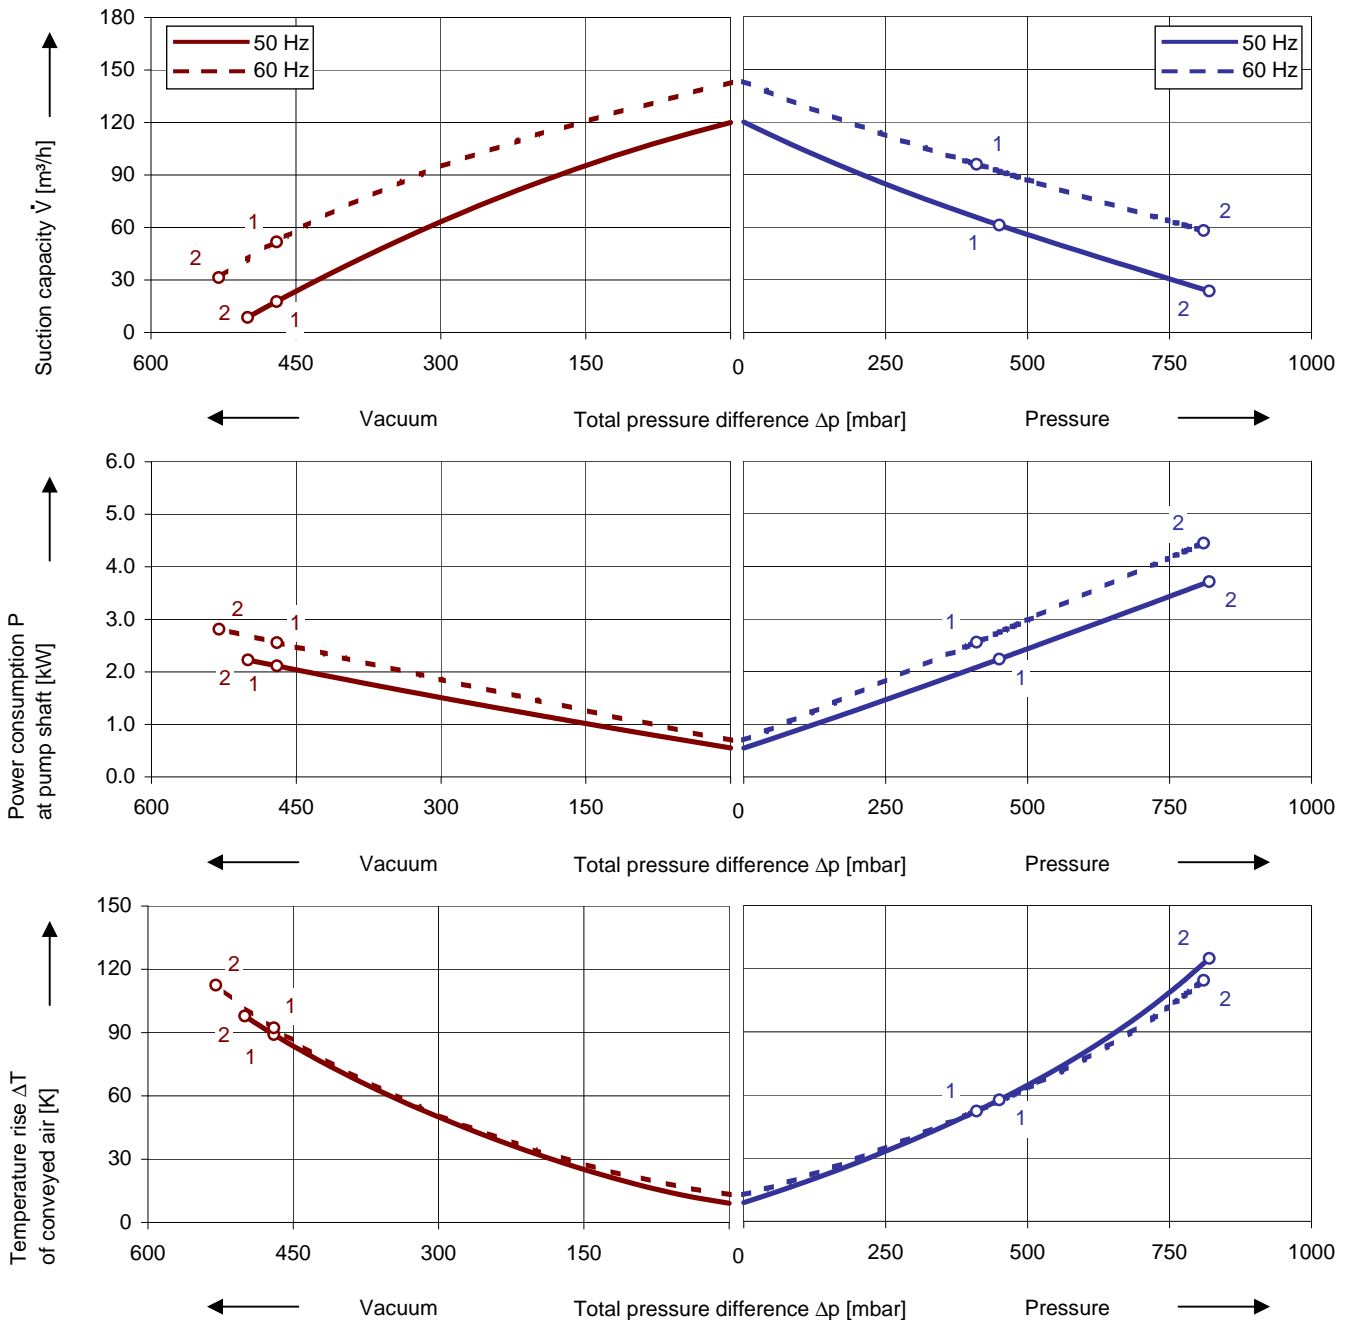 180
150
120
90
60
30
0
Suction capacity V̇ [m³/h]
50 Hz
60 Hz
50 Hz
60 Hz
2
1
2
1
1
1
2
2
600 450 300 150 0 250 500 750 1000
Vacuum Total pressure difference Δp [mbar] Pressure
6.0
5.0
4.0
3.0
2.0
1.0
0.0
Power consumption P
at pump shaft [kW]
2
1
2
1
2
1
2
1
600 450 300 150 0 250 500 750 1000
Vacuum Total pressure difference Δp [mbar] Pressure
150
120
90
60
30
0
Temperature rise ΔT
of conveyed air [K]
2
1
2
1
2
2
1
1
600 450 300 150 0 250 500 750 1000
Vacuum Total pressure difference Δp [mbar] Pressure